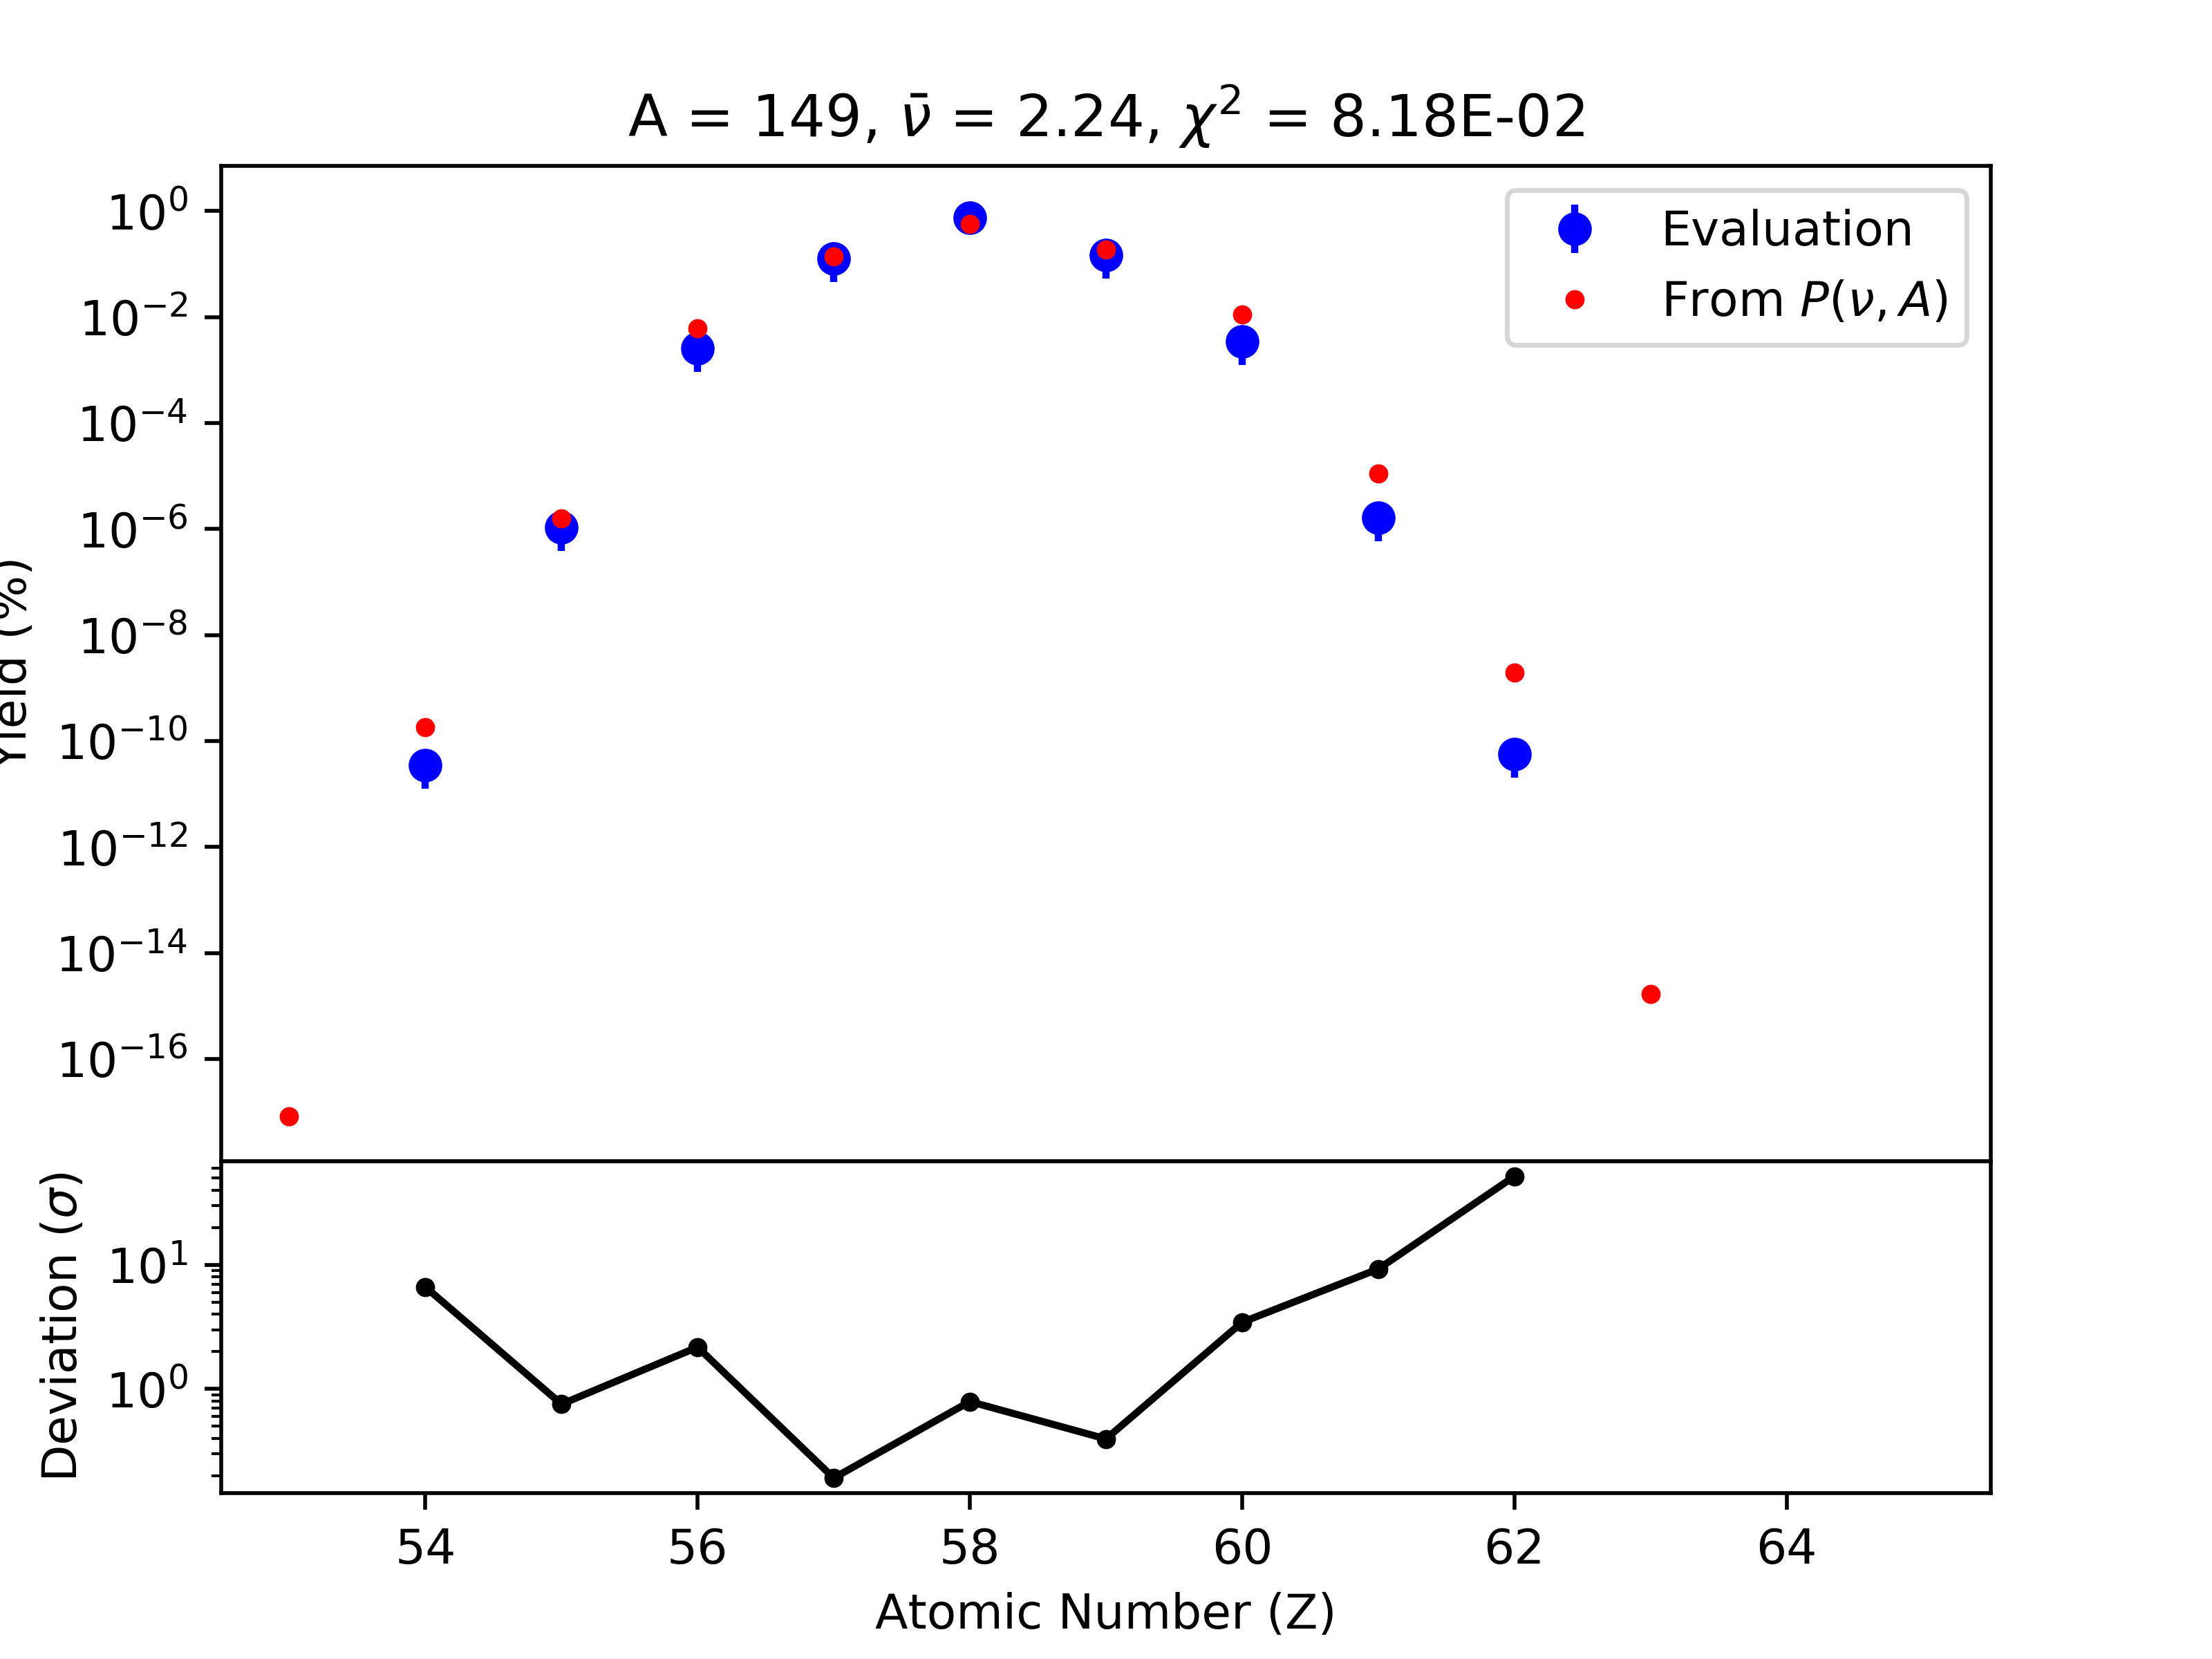 A = 149, ν̄ = 2.24, χ² = 8.18E-02
Evaluation
From P(ν, A)
10⁰
10⁻²
10⁻⁴
10⁻⁶
10⁻⁸
10⁻¹⁰
10⁻¹²
10⁻¹⁴
10⁻¹⁶
Yield (%)
10¹
10⁰
Deviation (σ)
54 56 58 60 62 64
Atomic Number (Z)